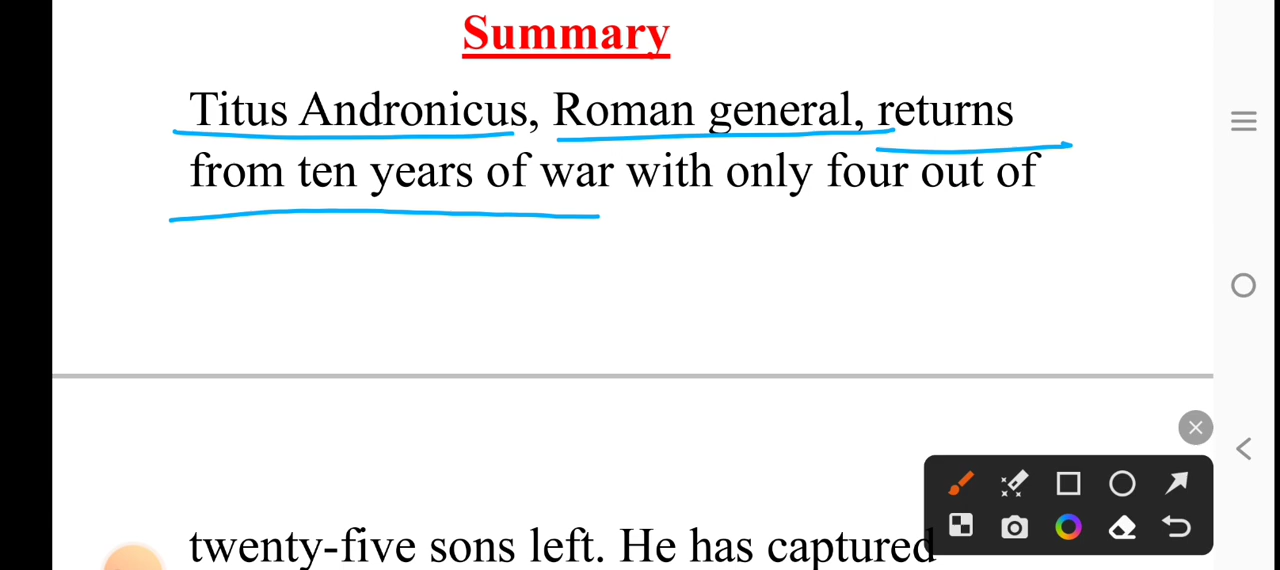 Summary
Titus Andronicus, Roman general, returns
from ten years of war with only four out of
twenty-five sons left. He has captured